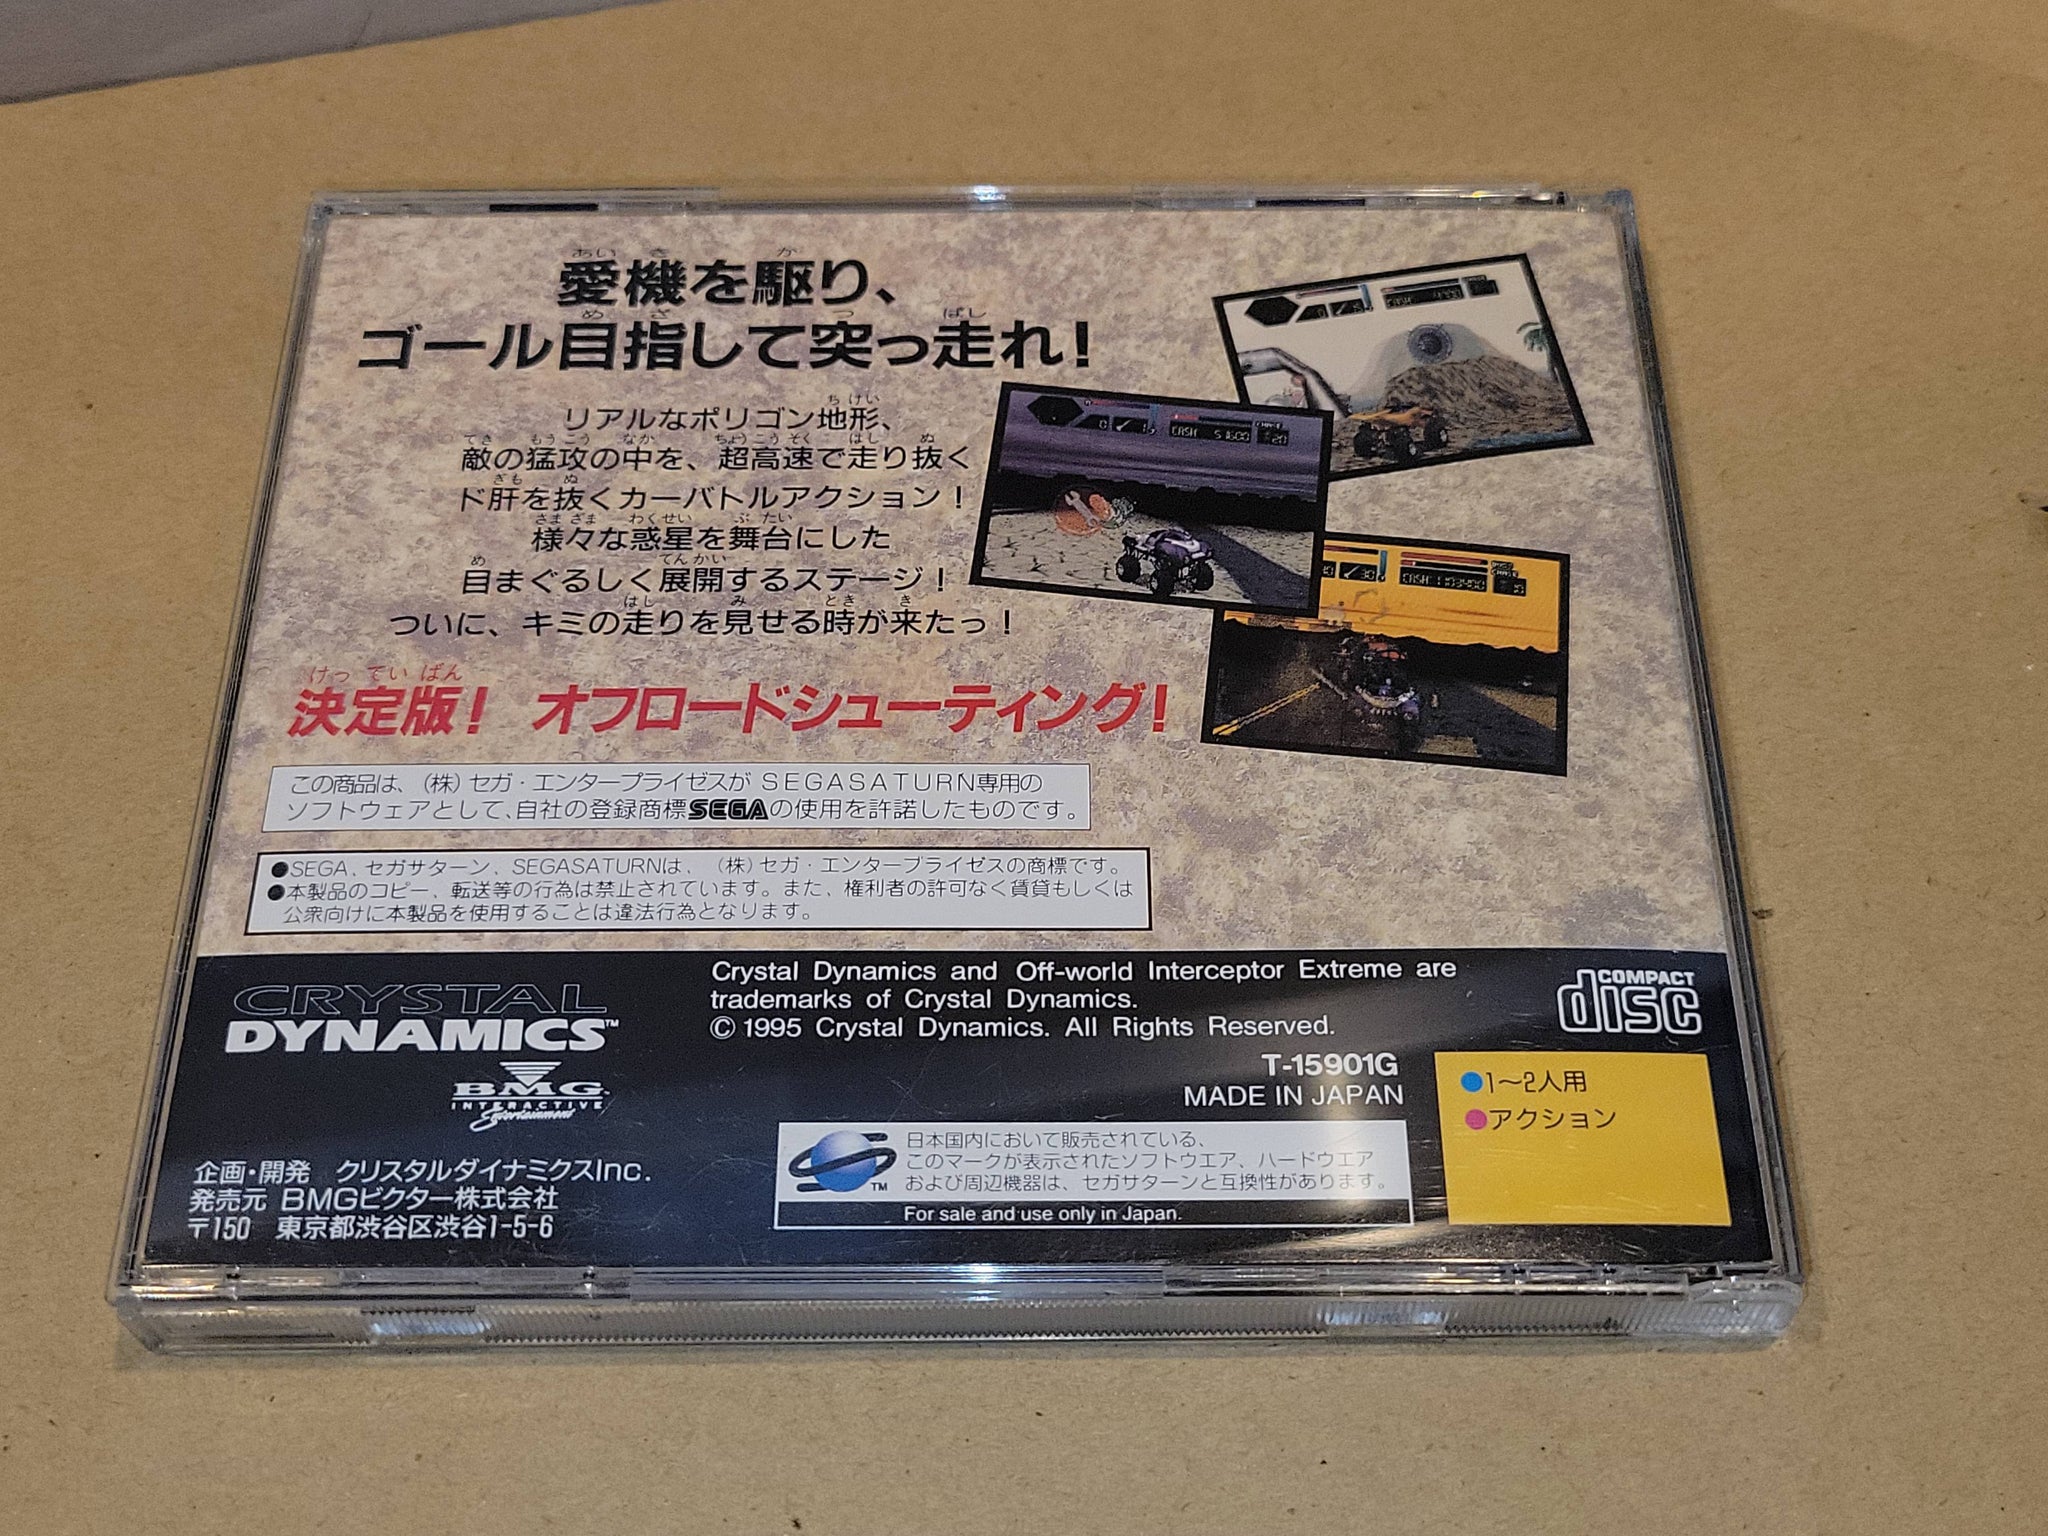 愛機を駆り、
ゴール目指して突っ走れ！
リアルなポリゴン地形、
敵の猛攻の中を、超高速で走り抜く
ド肝を抜くカーバトルアクション！
様々な惑星を舞台にした
目まぐるしく展開するステージ！
ついに、キミの走りを見せる時が来たっ！
決定版！ オフロードシューティング！
この商品は、（株）セガ・エンタープライゼスがSEGASATURN専用の
ソフトウェアとして、自社の登録商標SEGAの使用を許諾したものです。
●SEGA、セガサターン、SEGASATURNは、（株）セガ・エンタープライゼスの商標です。
●本製品のコピー、転送等の行為は禁止されています。また、権利者の許可なく賃貸もしくは
公衆向けに本製品を使用することは違法行為となります。
CRYSTAL
DYNAMICS™
BMG
INTERACTIVE
Entertainment
企画・開発 クリスタルダイナミクスInc.
発売元 BMGビクター株式会社
〒150 東京都渋谷区渋谷1-5-6
Crystal Dynamics and Off-world Interceptor Extreme are
trademarks of Crystal Dynamics.
© 1995 Crystal Dynamics. All Rights Reserved.
T-15901G
MADE IN JAPAN
日本国内において販売されている、
このマークが表示されたソフトウエア、ハードウエア
および周辺機器は、セガサターンと互換性があります。
TM
For sale and use only in Japan.
COMPACT
disc
●1〜2人用
●アクション